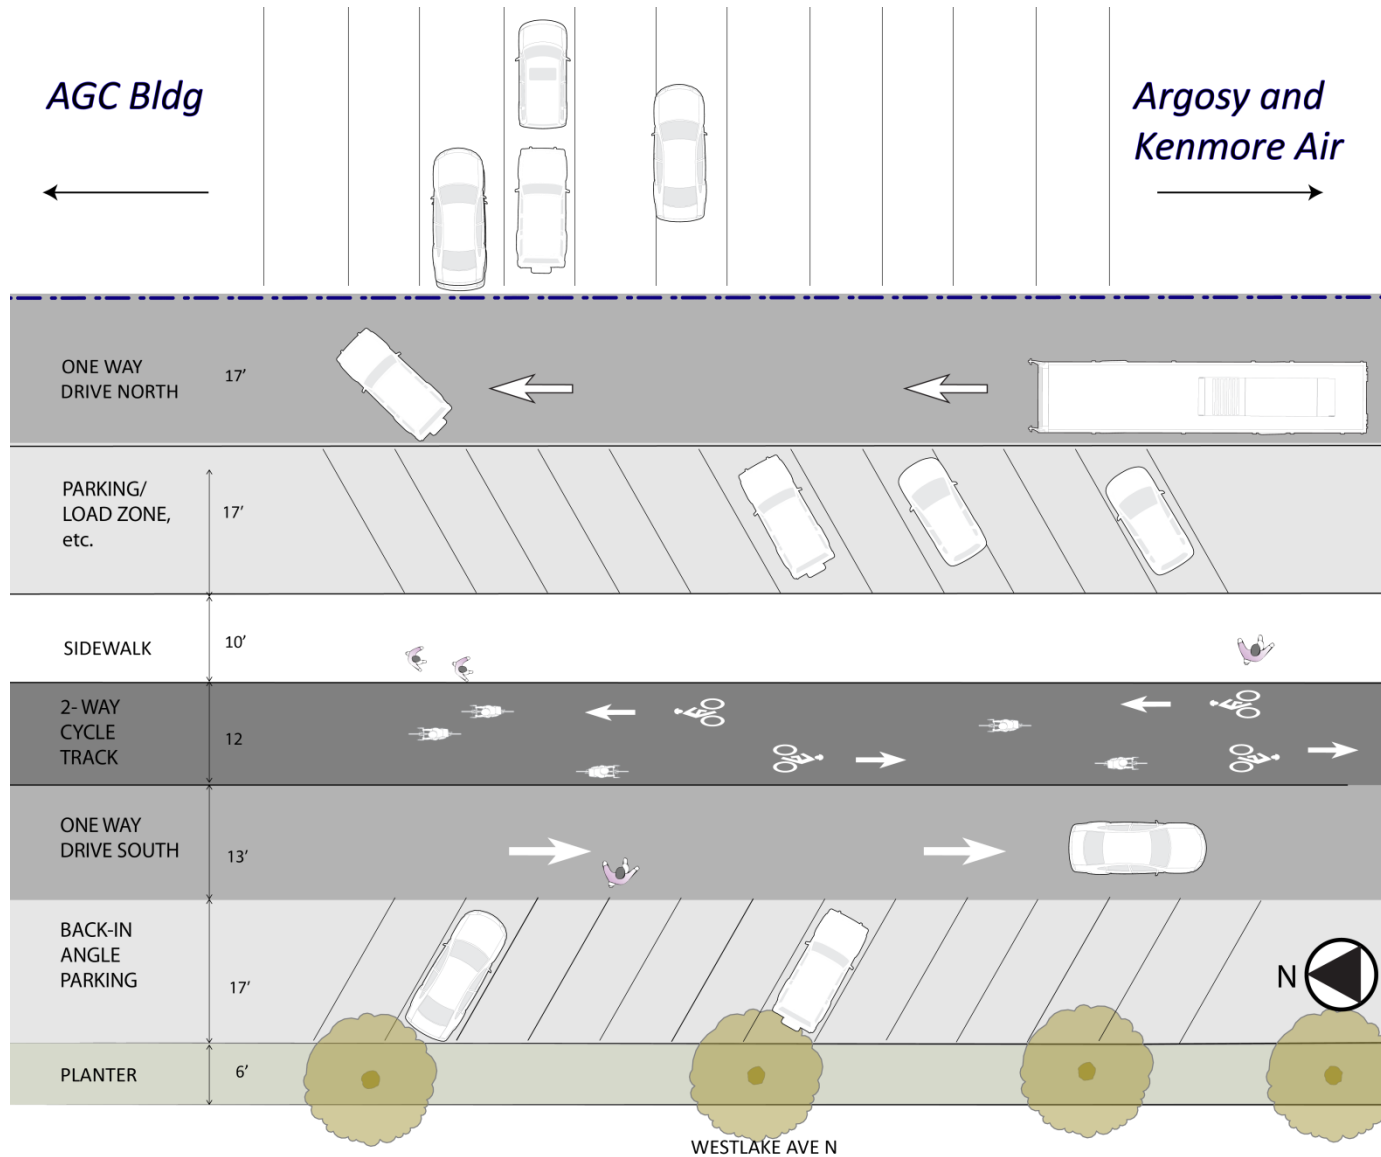 AGC Bldg
Argosy and
Kenmore Air
ONE WAY
DRIVE NORTH
17'
PARKING/
LOAD ZONE,
etc.
17'
SIDEWALK
10'
2- WAY
CYCLE
TRACK
12
ONE WAY
DRIVE SOUTH
13'
BACK-IN
ANGLE
PARKING
17'
N
PLANTER
6'
WESTLAKE AVE N